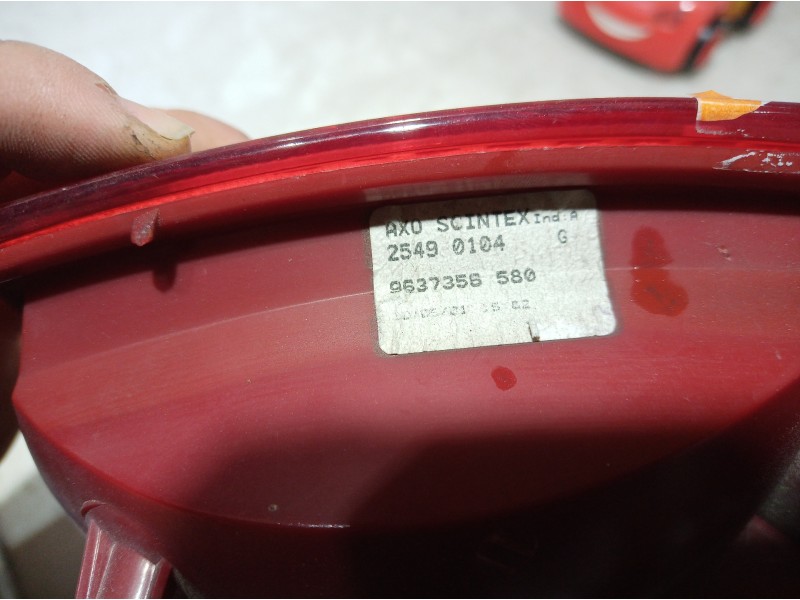 AXO SCINTEX Ind:A
2549 0104 G
9637356 580